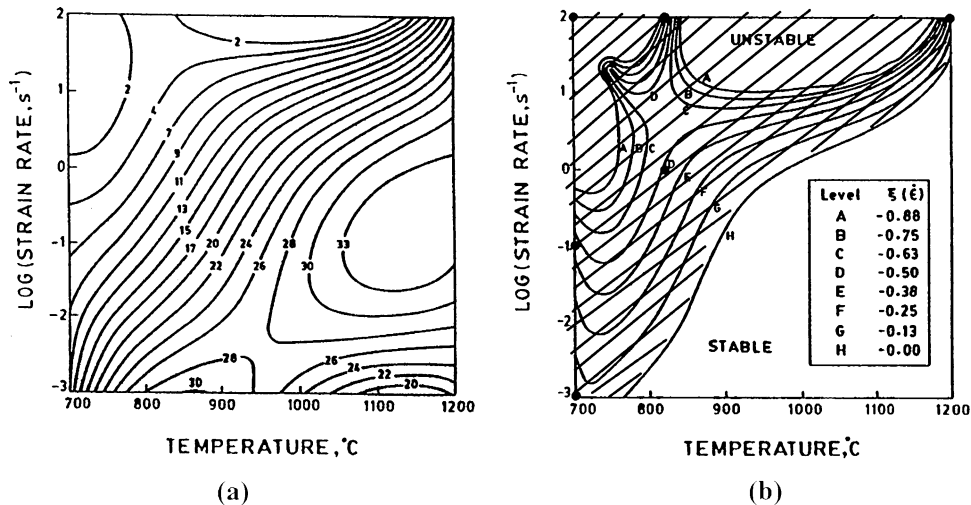 (a)
LOG (STRAIN RATE, s⁻¹)
2
1
0
-1
-2
-3
700
800
900
1000
1100
1200
TEMPERATURE, °C
2
2
4
7
9
11
13
15
17
20
22
24
26
28
30
33
28
30
26
24
22
20
(b)
LOG (STRAIN RATE, s⁻¹)
2
1
0
-1
-2
-3
700
800
900
1000
1100
1200
TEMPERATURE, °C
UNSTABLE
STABLE
A
B
C
D
A
B
C
D
E
F
G
H
Level ξ (ε̇)
A -0.88
B -0.75
C -0.63
D -0.50
E -0.38
F -0.25
G -0.13
H -0.00
(a)
(b)